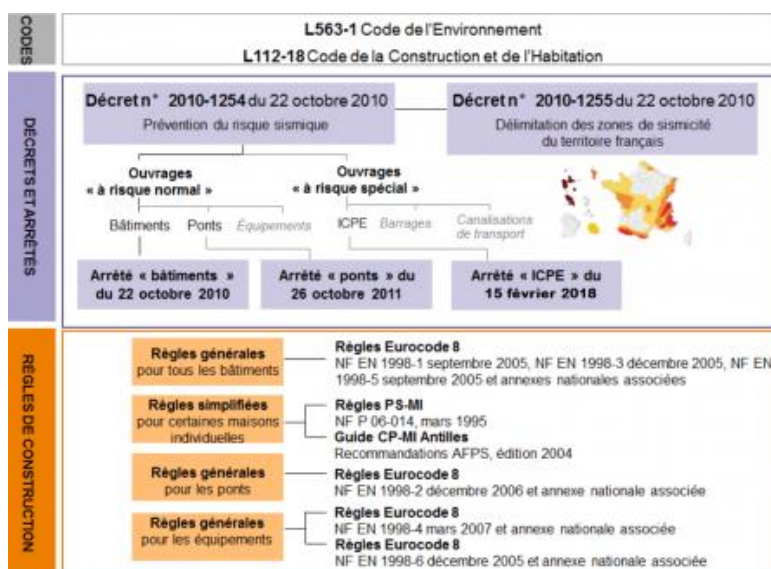 CODES
L563-1 Code de l'Environnement
L112-18 Code de la Construction et de l'Habitation
DÉCRETS ET ARRÊTÉS
Décret n° 2010-1254 du 22 octobre 2010
Prévention du risque sismique
Décret n° 2010-1255 du 22 octobre 2010
Délimitation des zones de sismicité
du territoire français
Ouvrages
« à risque normal »
Ouvrages
« à risque spécial »
Bâtiments
Ponts
Équipements
ICPE
Barrages
Canalisations
de transport
Arrêté « bâtiments »
du 22 octobre 2010
Arrêté « ponts » du
26 octobre 2011
Arrêté « ICPE » du
15 février 2018
RÈGLES DE CONSTRUCTION
Règles générales
pour tous les bâtiments
Règles Eurocode 8
NF EN 1998-1 septembre 2005, NF EN 1998-3 décembre 2005, NF EN
1998-5 septembre 2005 et annexes nationales associées
Règles simplifiées
pour certaines maisons
individuelles
Règles PS-MI
NF P 06-014, mars 1995
Guide CP-MI Antilles
Recommandations AFPS, édition 2004
Règles générales
pour les ponts
Règles Eurocode 8
NF EN 1998-2 décembre 2006 et annexe nationale associée
Règles générales
pour les équipements
Règles Eurocode 8
NF EN 1998-4 mars 2007 et annexe nationale associée
Règles Eurocode 8
NF EN 1998-6 décembre 2005 et annexe nationale associée